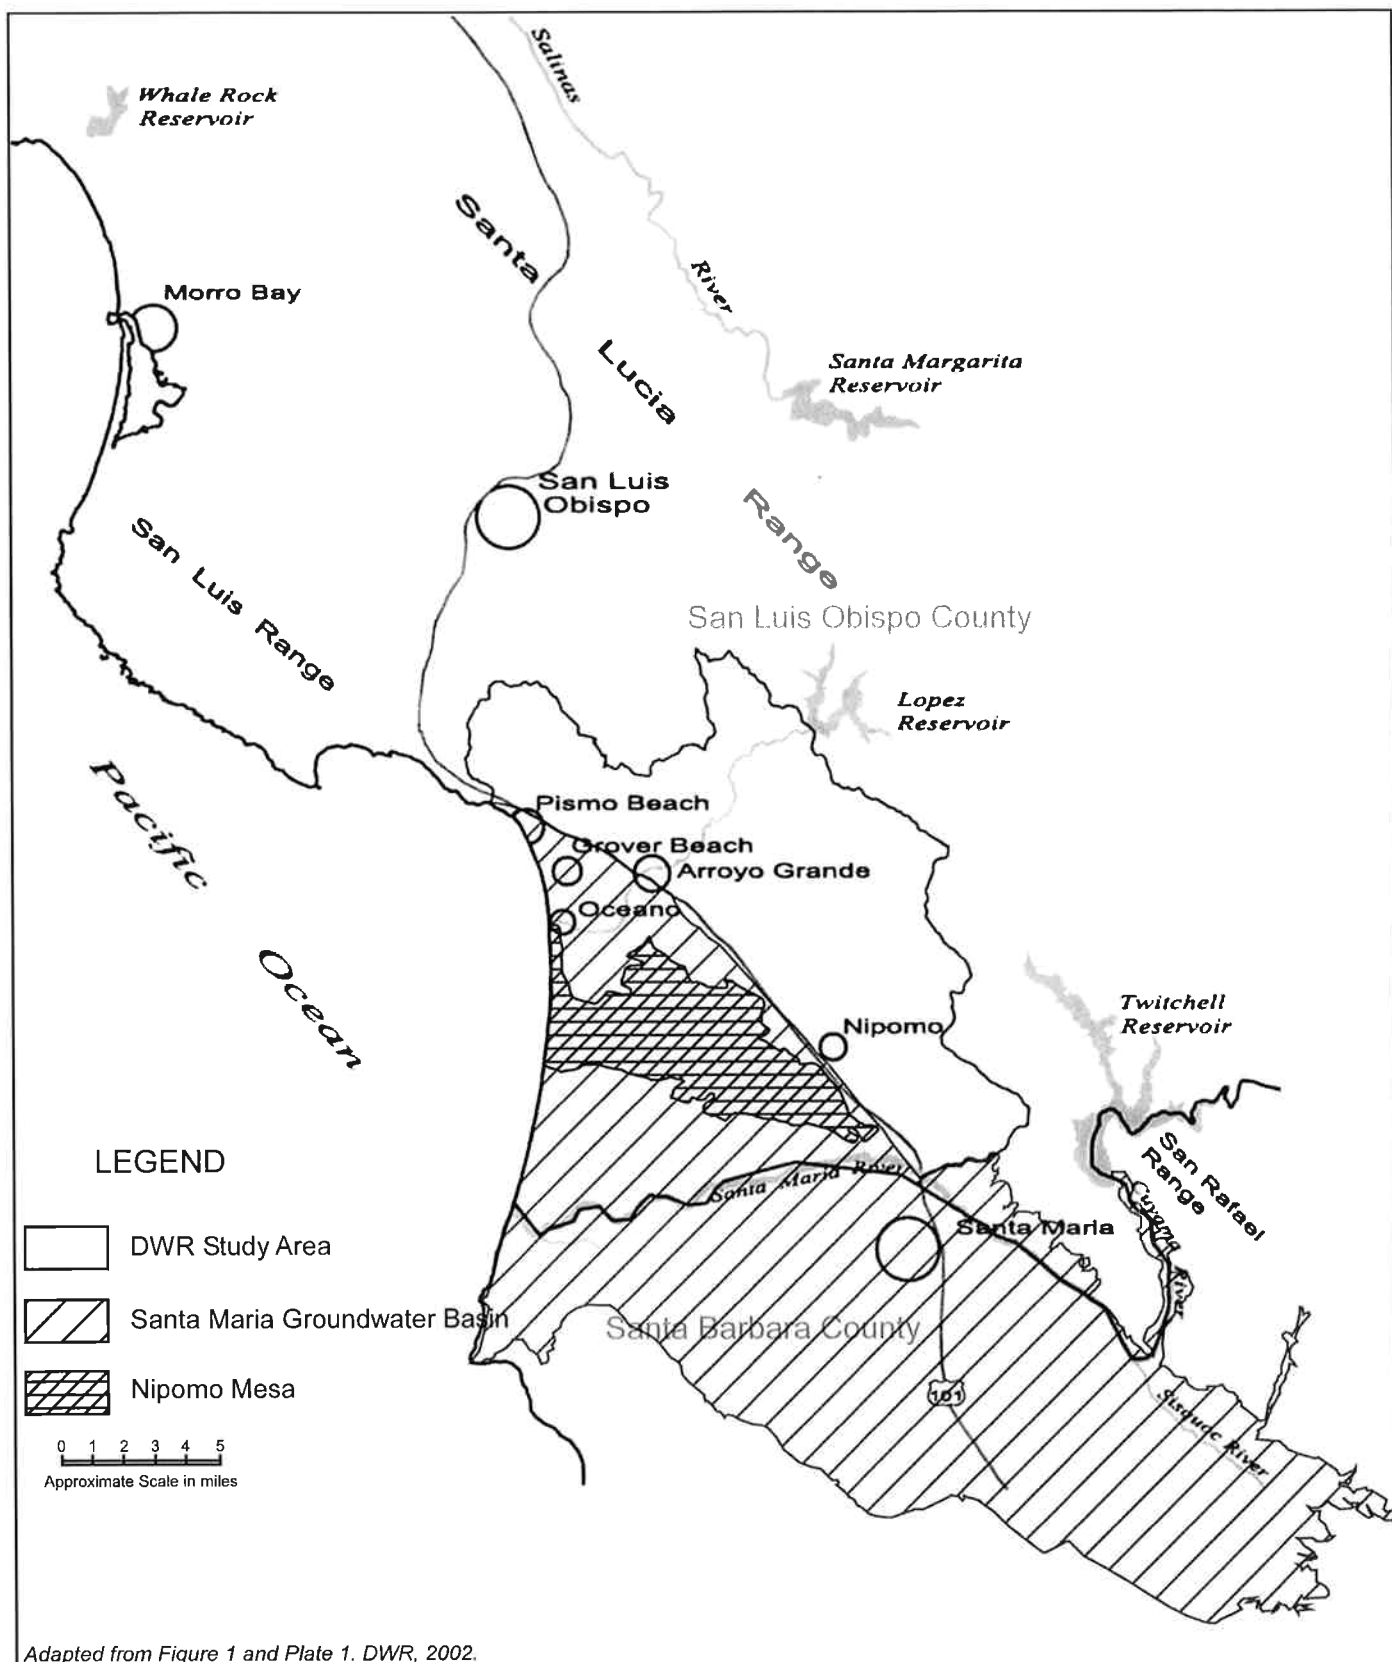 Salinas
Whale Rock
Reservoir
Santa
River
Morro Bay
Lucia
Santa Margarita
Reservoir
San Luis
Obispo
Range
San Luis Range
San Luis Obispo County
Lopez
Reservoir
Pacific
Pismo Beach
Grover Beach
Arroyo Grande
Oceano
Ocean
Twitchell
Reservoir
Nipomo
San Rafael
Range
LEGEND
Santa Maria River
Cuyama
River
Santa Maria
DWR Study Area
Santa Maria Groundwater Basin
Santa Barbara County
Nipomo Mesa
101
Sisquoc River
0 1 2 3 4 5
Approximate Scale in miles
Adapted from Figure 1 and Plate 1. DWR, 2002.